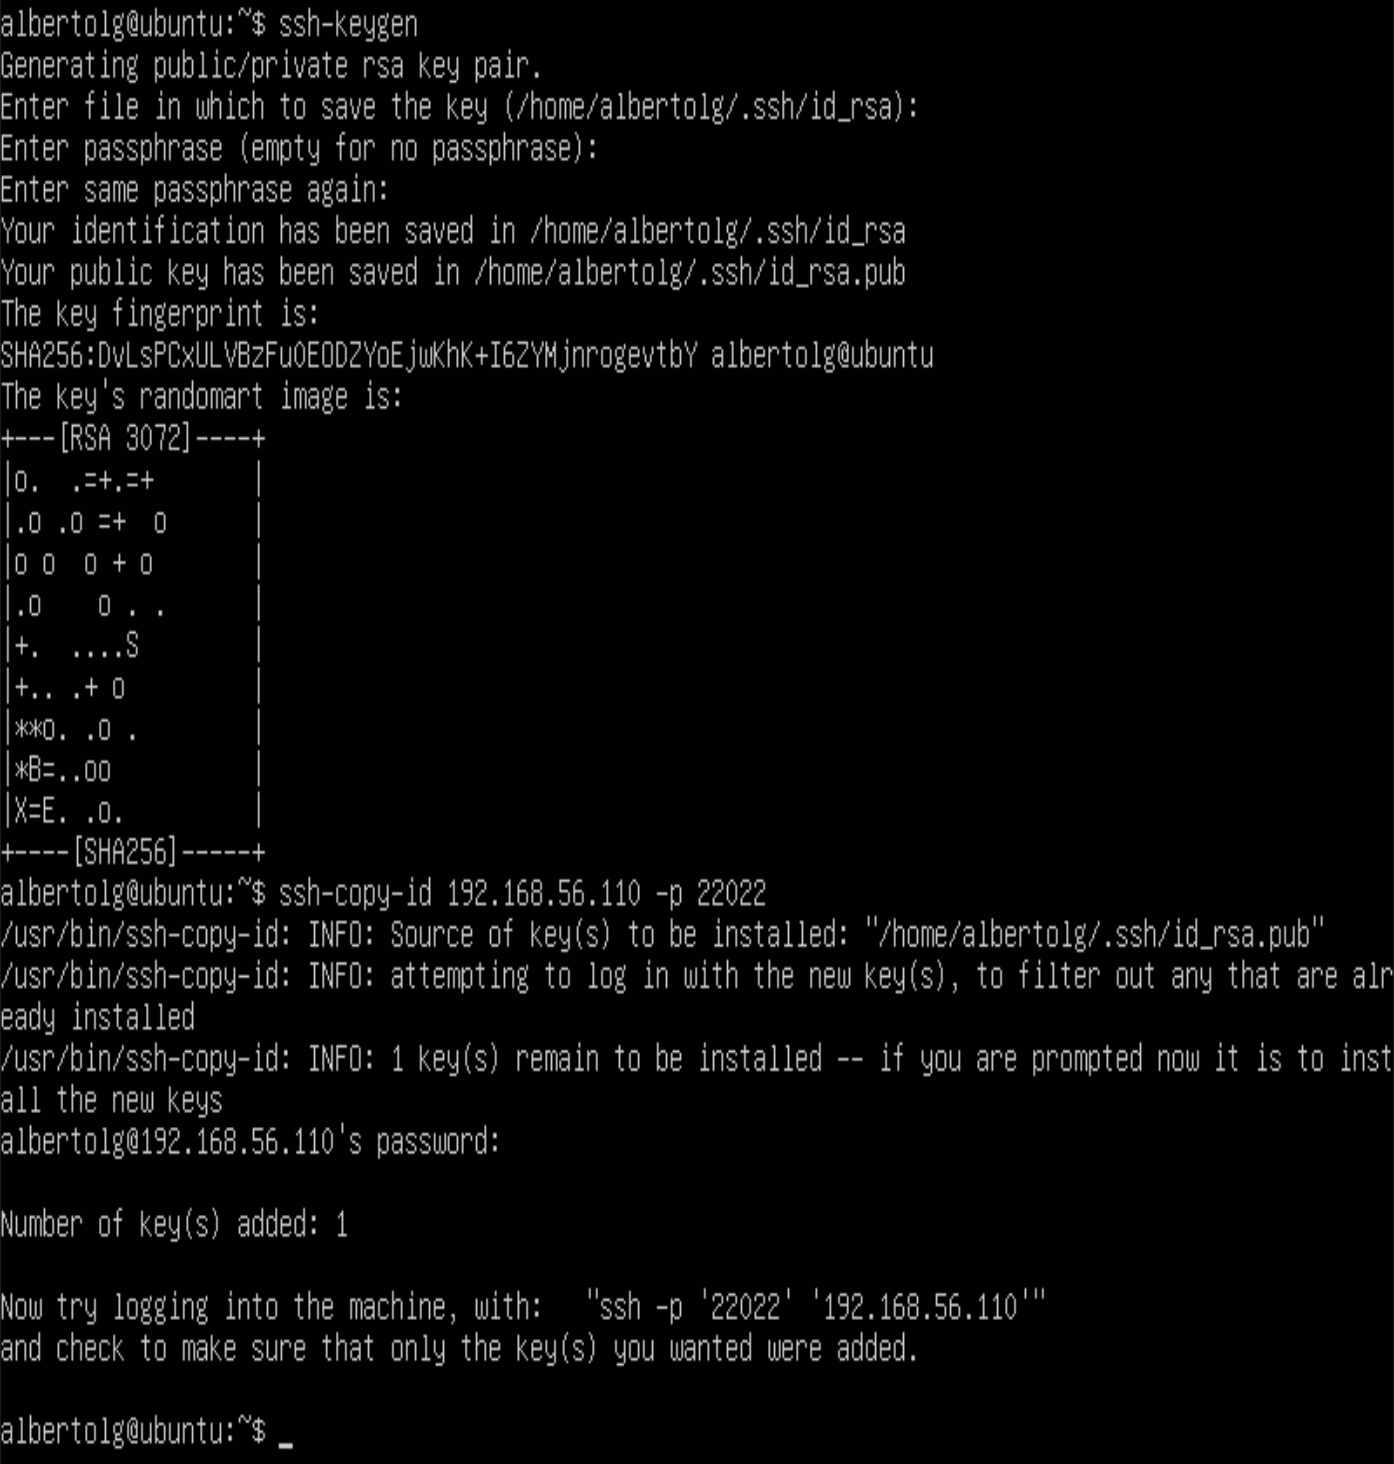 albertolg@ubuntu:~$ ssh-keygen
Generating public/private rsa key pair.
Enter file in which to save the key (/home/albertolg/.ssh/id_rsa):
Enter passphrase (empty for no passphrase):
Enter same passphrase again:
Your identification has been saved in /home/albertolg/.ssh/id_rsa
Your public key has been saved in /home/albertolg/.ssh/id_rsa.pub
The key fingerprint is:
SHA256:DvLsPCxULVBzFu0EODZYoEjwKhK+I6ZYMjnrogevtbY albertolg@ubuntu
The key's randomart image is:
+---[RSA 3072]----+
|o.  .=+.=+       |
|.o .o =+  o      |
|o o  o + o       |
|.o    o . .      |
|+.  ....S        |
|+.. .+ o         |
|**o. .o .        |
|*B=..oo          |
|X=E. .o.         |
+----[SHA256]-----+
albertolg@ubuntu:~$ ssh-copy-id 192.168.56.110 -p 22022
/usr/bin/ssh-copy-id: INFO: Source of key(s) to be installed: "/home/albertolg/.ssh/id_rsa.pub"
/usr/bin/ssh-copy-id: INFO: attempting to log in with the new key(s), to filter out any that are alr
eady installed
/usr/bin/ssh-copy-id: INFO: 1 key(s) remain to be installed -- if you are prompted now it is to inst
all the new keys
albertolg@192.168.56.110's password:
Number of key(s) added: 1
Now try logging into the machine, with:   "ssh -p '22022' '192.168.56.110'"
and check to make sure that only the key(s) you wanted were added.
albertolg@ubuntu:~$ _